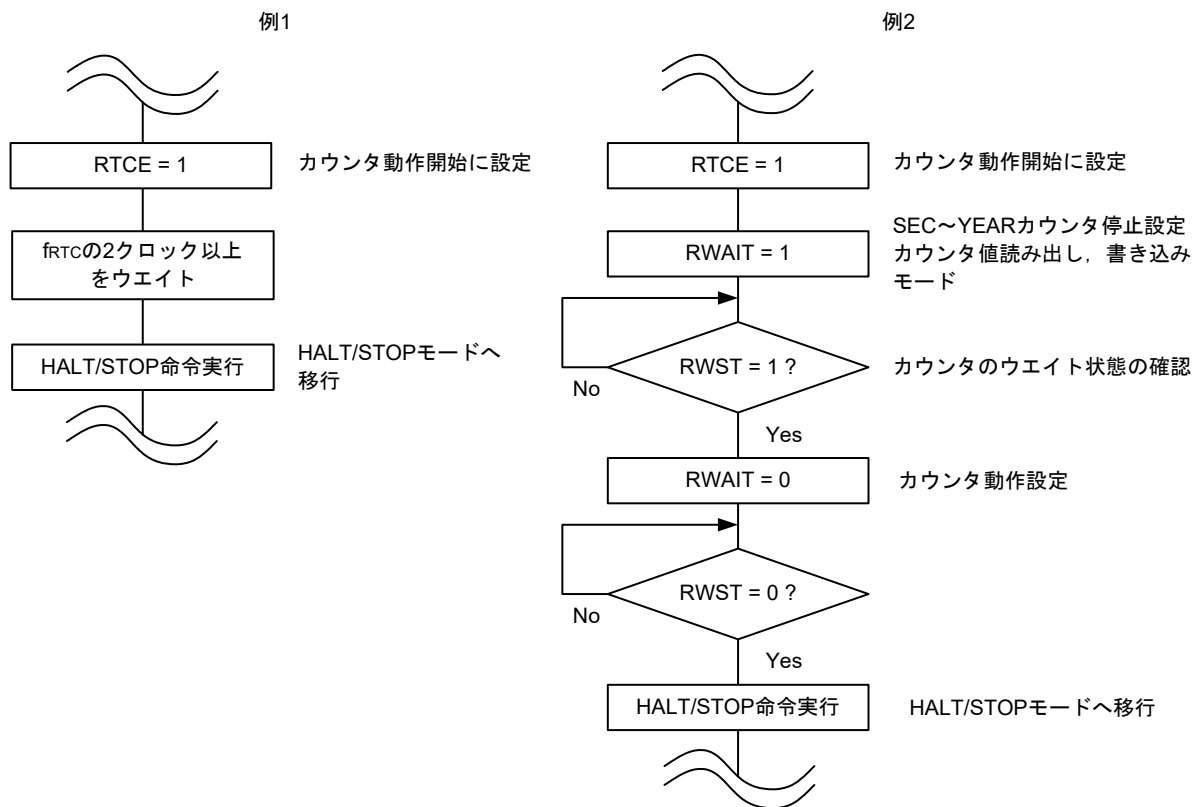 例1
RTCE = 1
カウンタ動作開始に設定
fRTCの2クロック以上
をウエイト
HALT/STOP命令実行
HALT/STOPモードへ
移行
例2
RTCE = 1
カウンタ動作開始に設定
RWAIT = 1
SEC～YEARカウンタ停止設定
カウンタ値読み出し，書き込み
モード
RWST = 1 ?
カウンタのウエイト状態の確認
No
Yes
RWAIT = 0
カウンタ動作設定
RWST = 0 ?
No
Yes
HALT/STOP命令実行
HALT/STOPモードへ移行